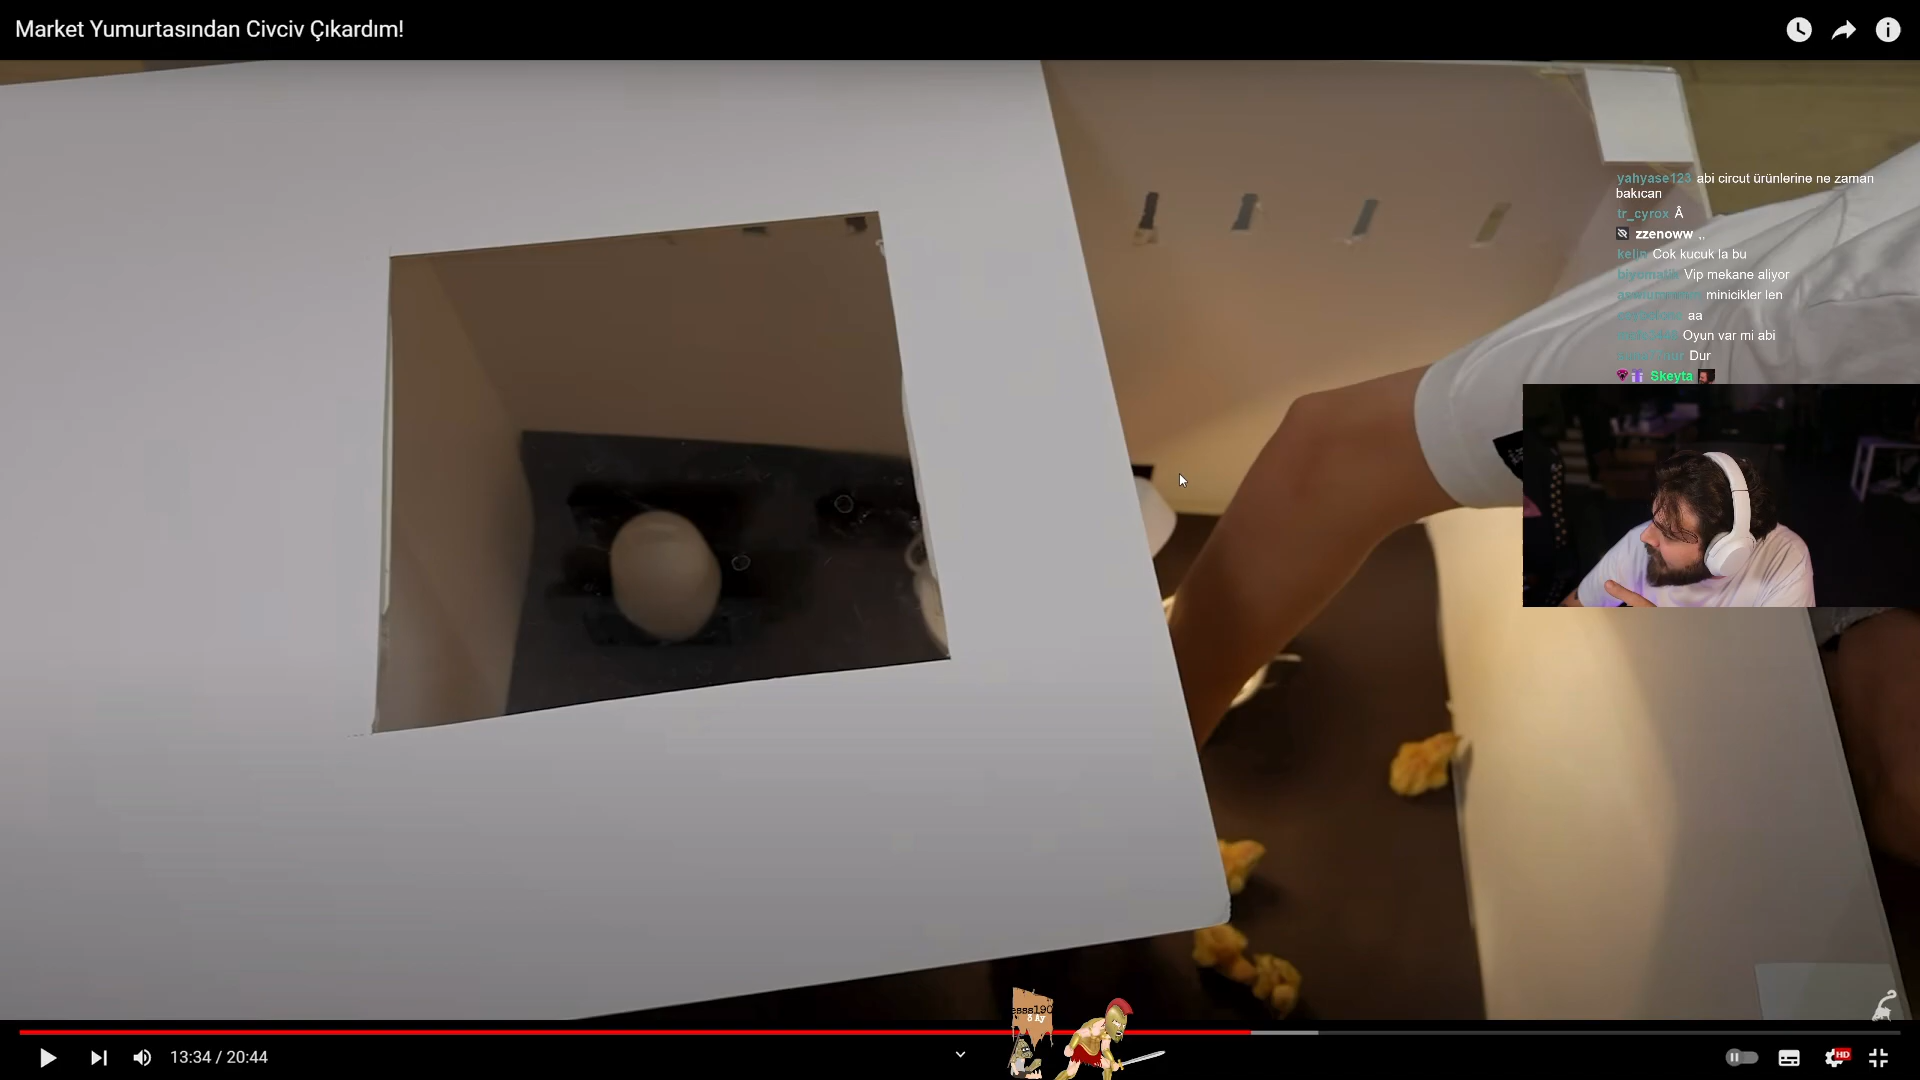 Market Yumurtasından Civciv Çıkardım!
yahyase123 abi circut ürünlerine ne zaman
bakıcan
tr_cyrox Â
zzenoww ,,
Cok kucuk la bu
Vip mekane aliyor
minicikler len
aa
Oyun var mi abi
Dur
Skeyta
13:34 / 20:44
HD